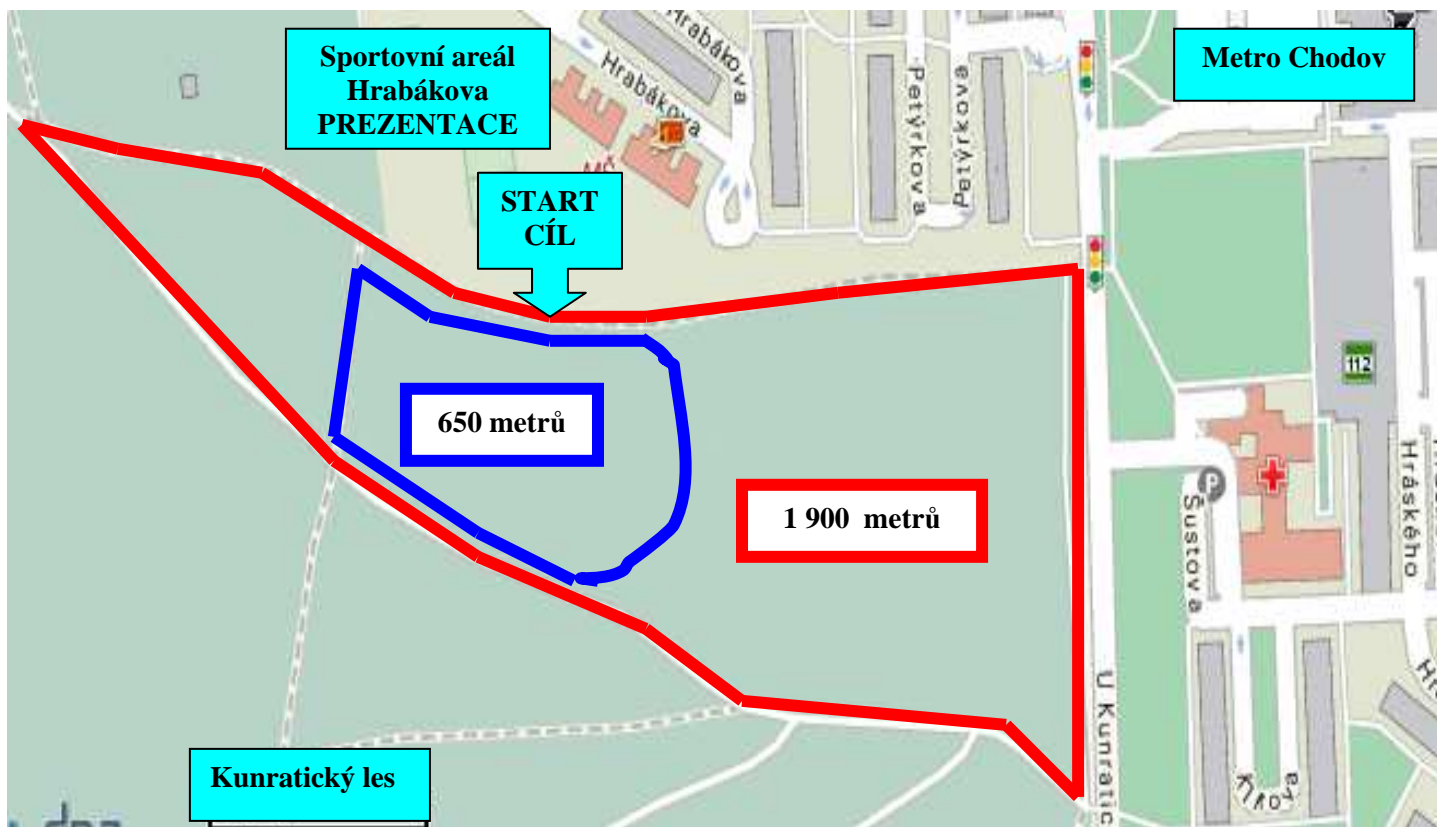 Sportovní areál
Hrabákova
PREZENTACE
Hrabákova
Hrabákova
MŠ
Petýrkova
Petýrkova
Metro Chodov
START
CÍL
650 metrů
1 900 metrů
112
Šustova
Hráského
U Kunratic
Kunratický les